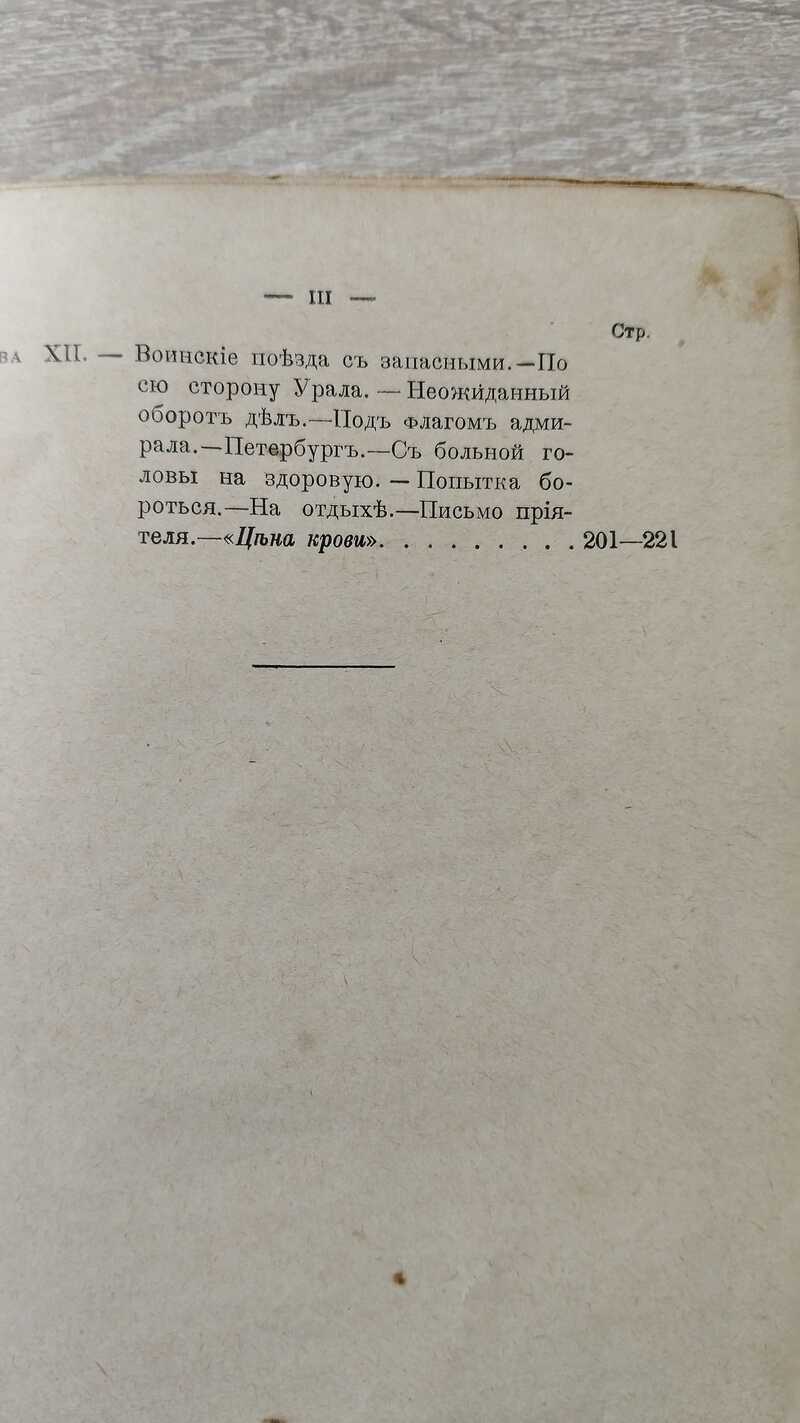 — III —
Стр.
ВА XII. — Воинскіе поѣзда съ запасными.—По
сю сторону Урала. — Неожиданный
оборотъ дѣлъ.—Подъ флагомъ адми-
рала.—Петербургъ.—Съ больной го-
ловы на здоровую. — Попытка бо-
роться.—На отдыхѣ.—Письмо прія-
теля.—«Цѣна крови». . . . . . . . . 201—221